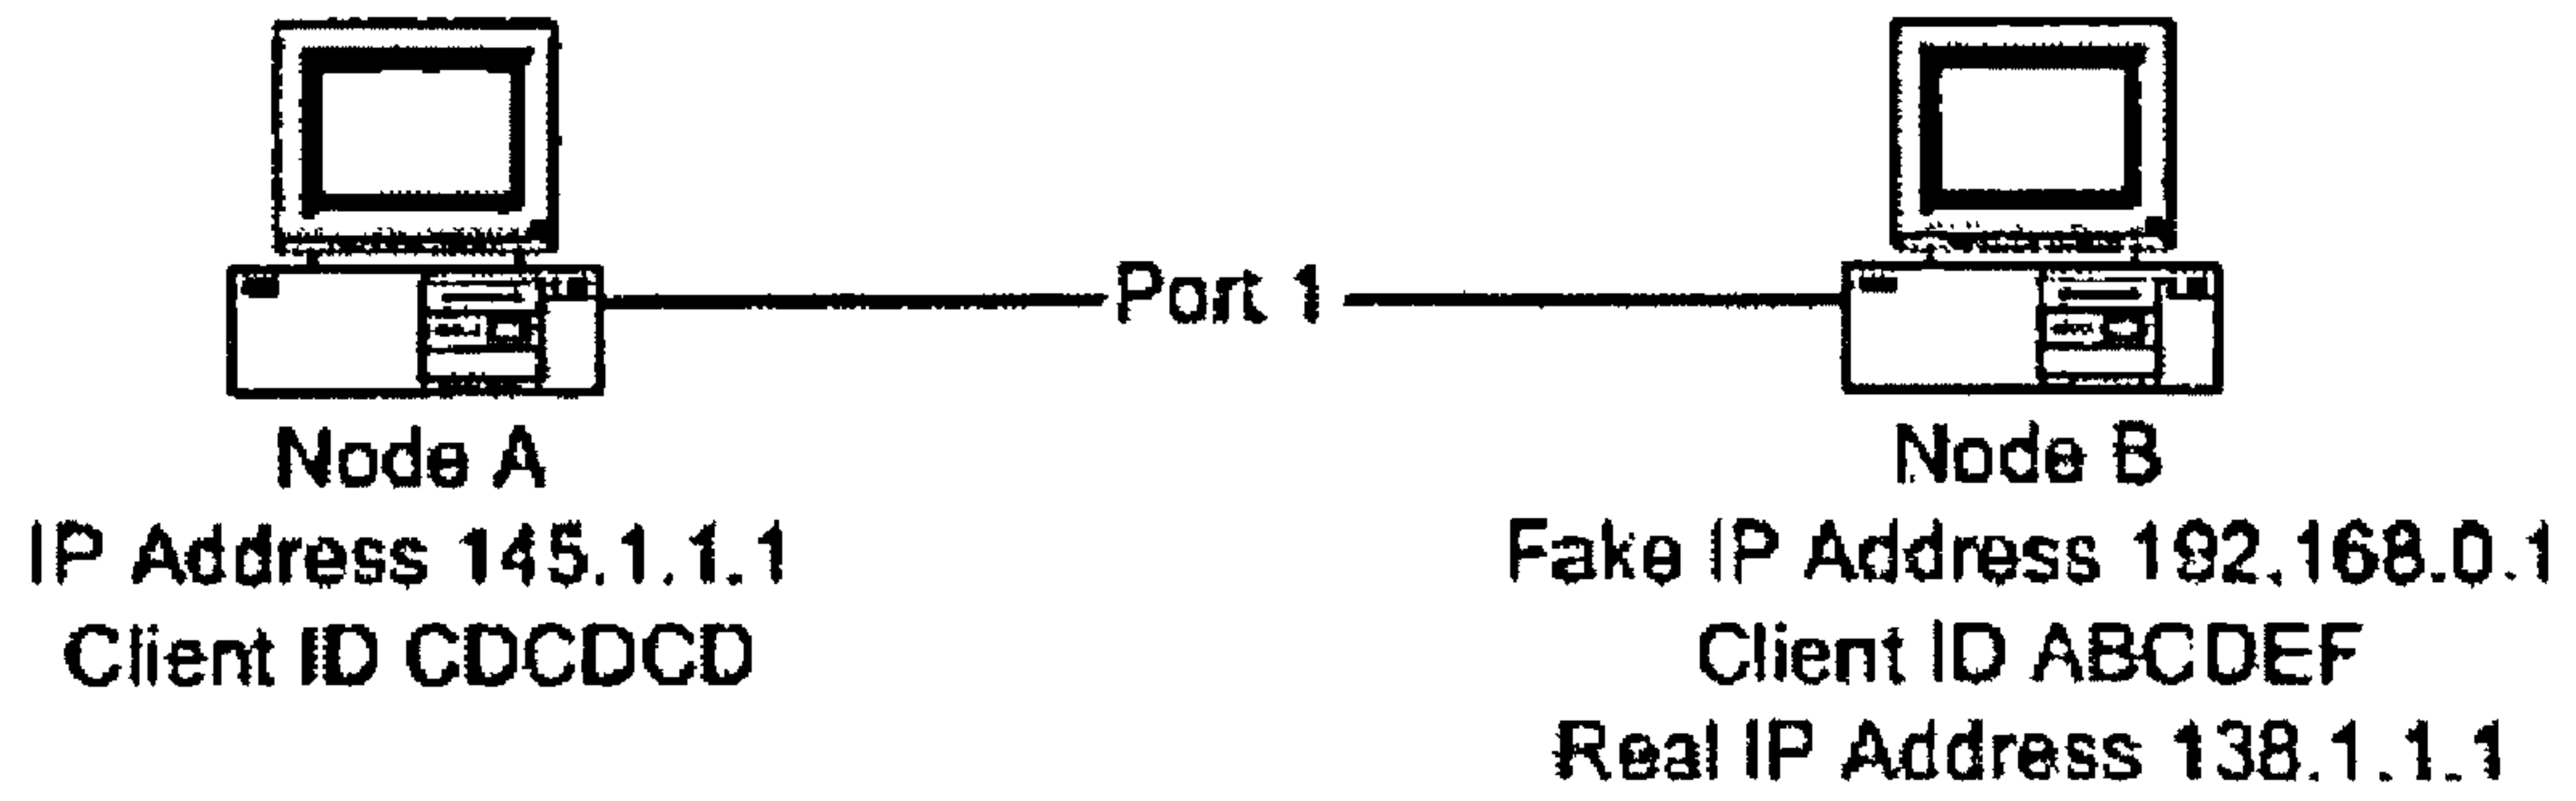 Port 1
Node A
IP Address 145.1.1.1
Client ID CDCDCD
Node B
Fake IP Address 192.168.0.1
Client ID ABCDEF
Real IP Address 138.1.1.1